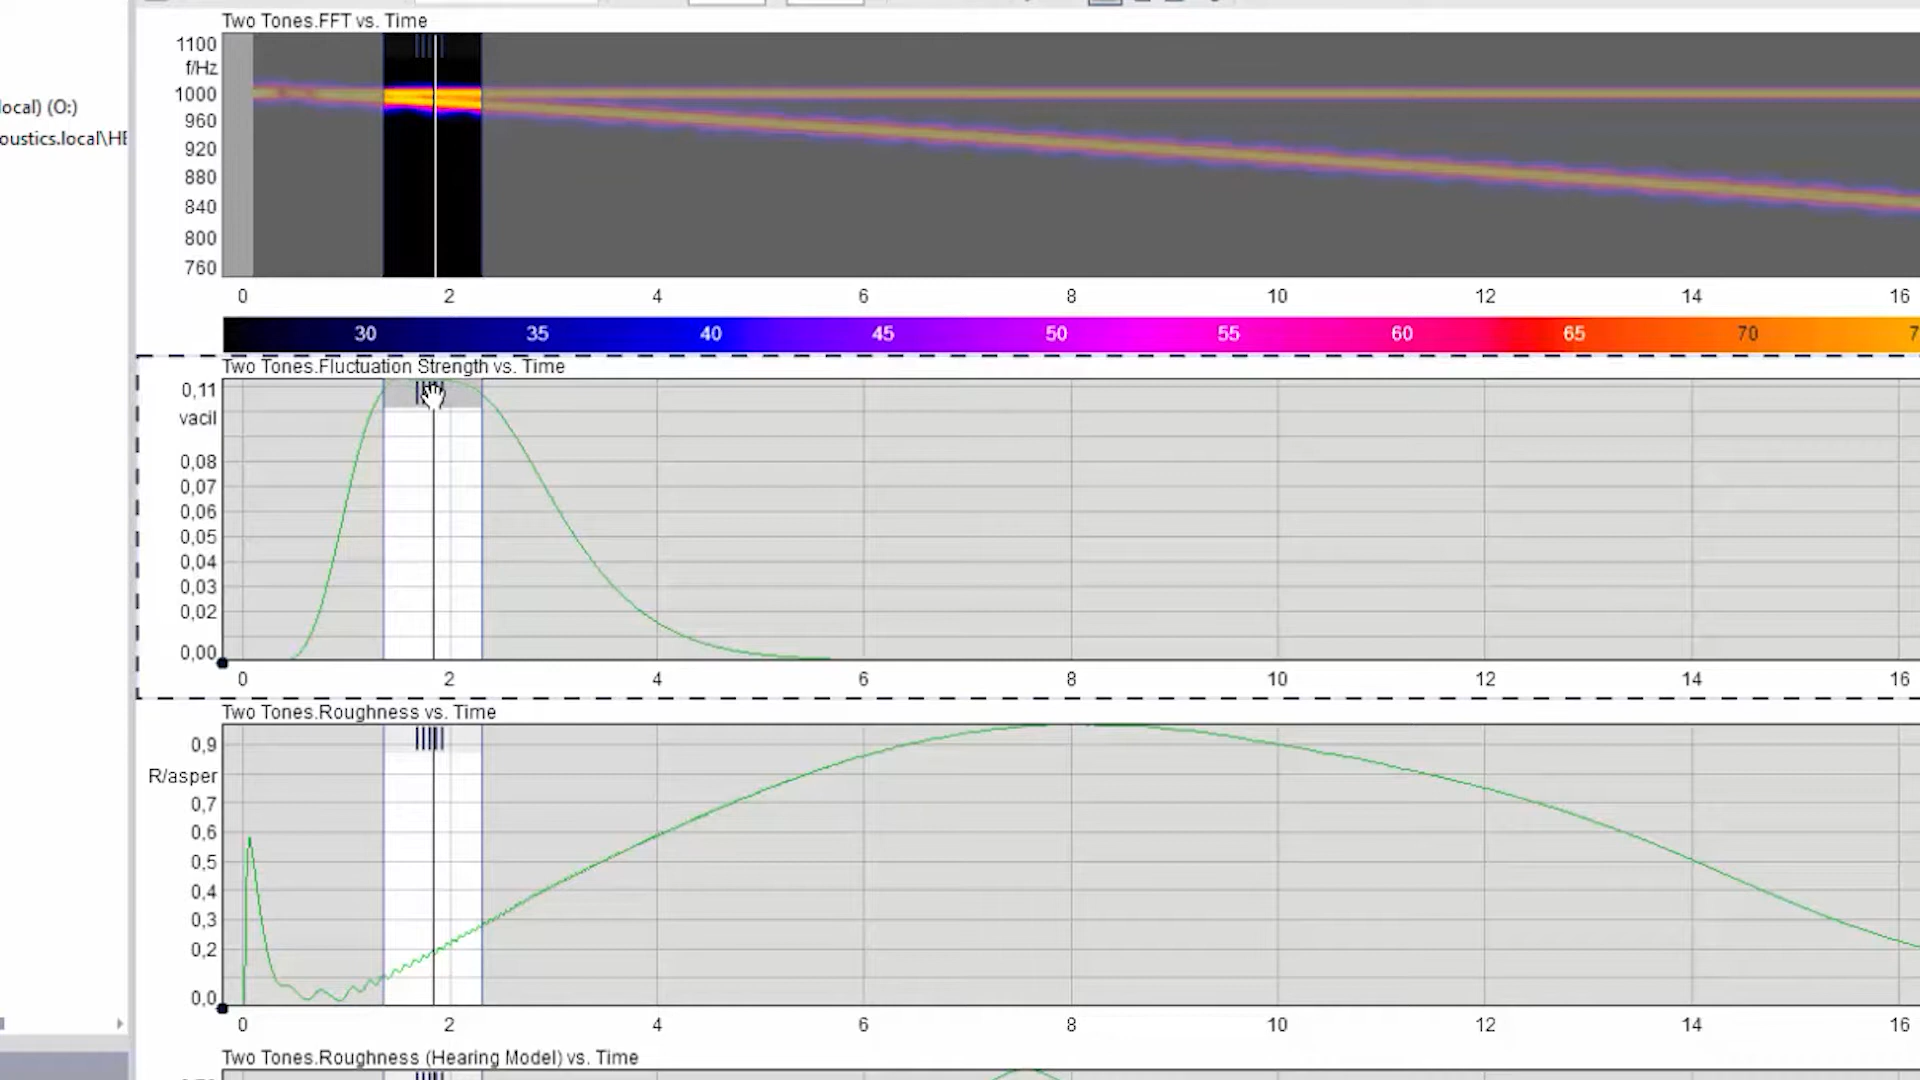 Two Tones.FFT vs. Time
1100
f/Hz
1000
960
920
880
840
800
760
0 2 4 6 8 10 12 14 16
30 35 40 45 50 55 60 65 70 7
local) (O:)
oustics.local\HE
Two Tones.Fluctuation Strength vs. Time
0,11
vacil
0,08
0,07
0,06
0,05
0,04
0,03
0,02
0,00
0 2 4 6 8 10 12 14 16
Two Tones.Roughness vs. Time
0,9
R/asper
0,7
0,6
0,5
0,4
0,3
0,2
0,0
0 2 4 6 8 10 12 14 16
Two Tones.Roughness (Hearing Model) vs. Time